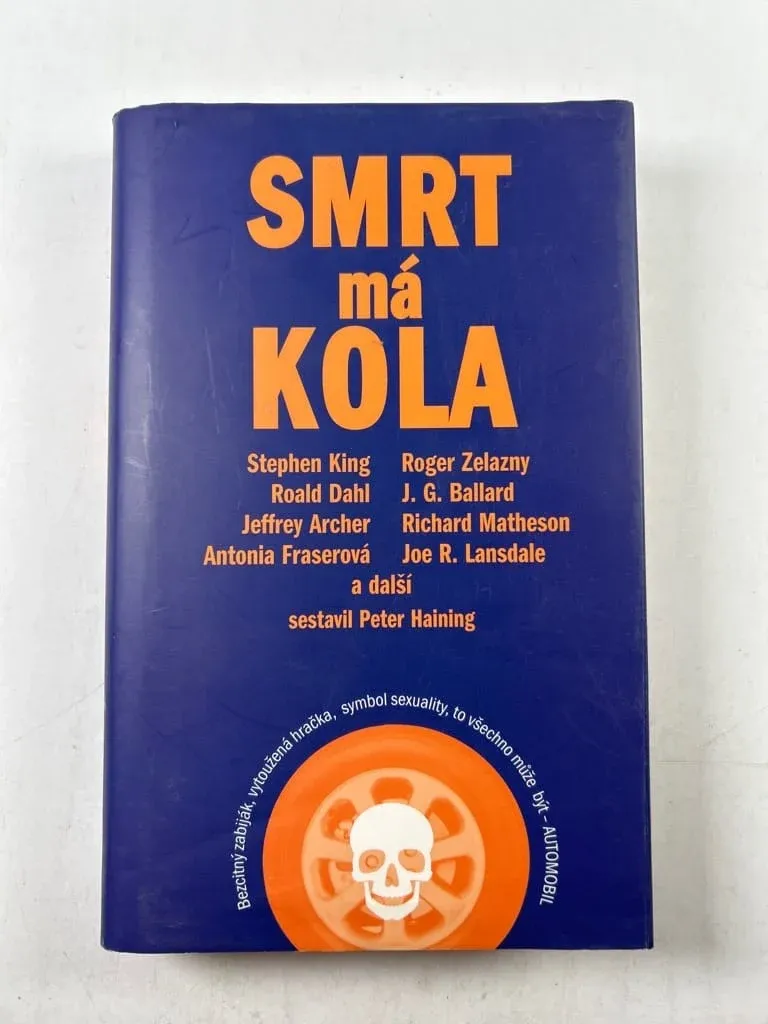 SMRT
má
KOLA
Stephen King Roger Zelazny
Roald Dahl J. G. Ballard
Jeffrey Archer Richard Matheson
Antonia Fraserová Joe R. Lansdale
a další
sestavil Peter Haining
Bezcitný zabiják, vytoužená hračka, symbol sexuality, to všechno může být – AUTOMOBIL